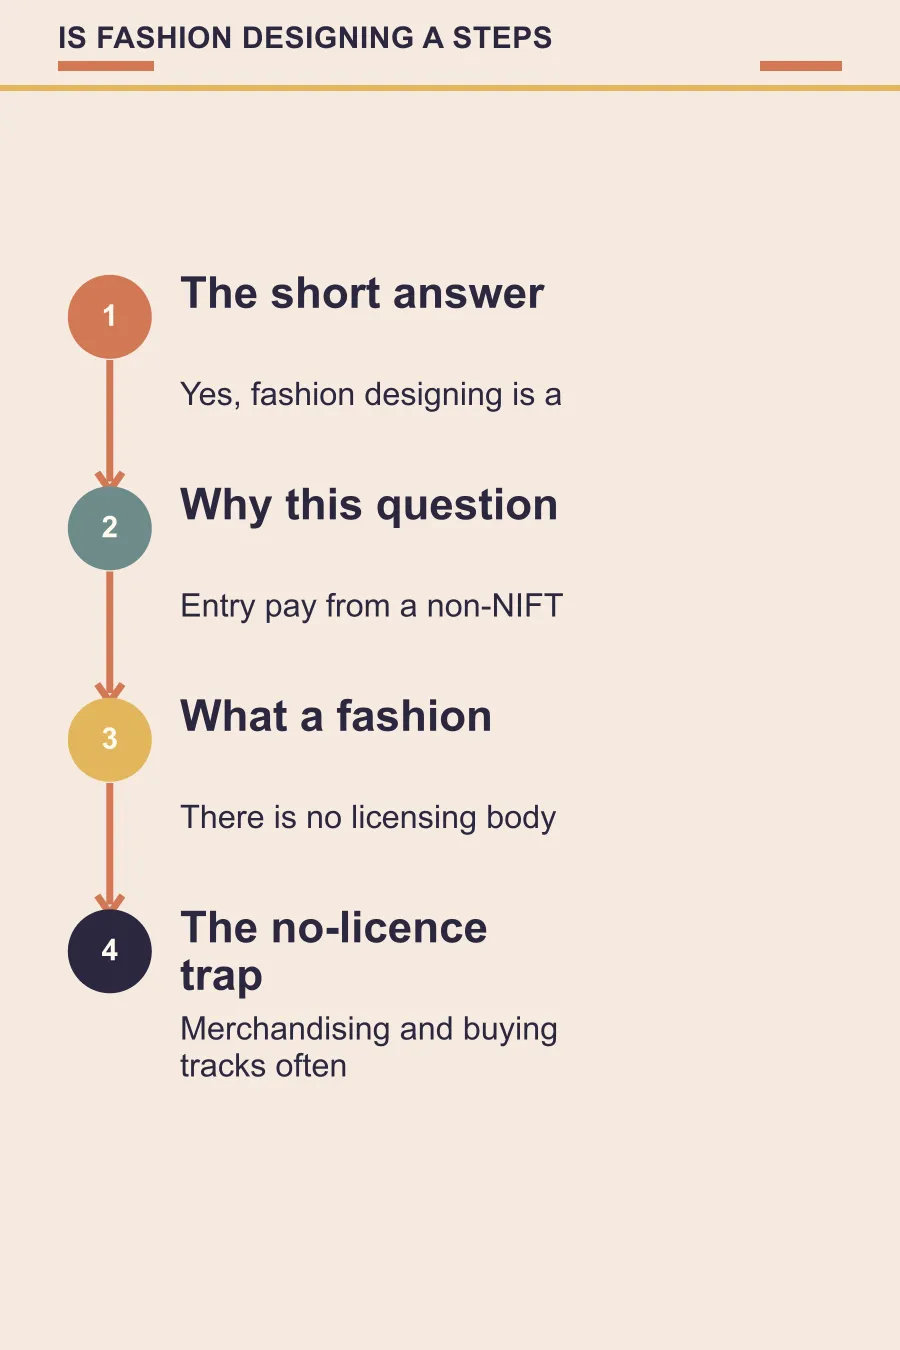 IS FASHION DESIGNING A STEPS
1
The short answer
Yes, fashion designing is a
2
Why this question
Entry pay from a non-NIFT
3
What a fashion
There is no licensing body
4
The no-licence
trap
Merchandising and buying
tracks often